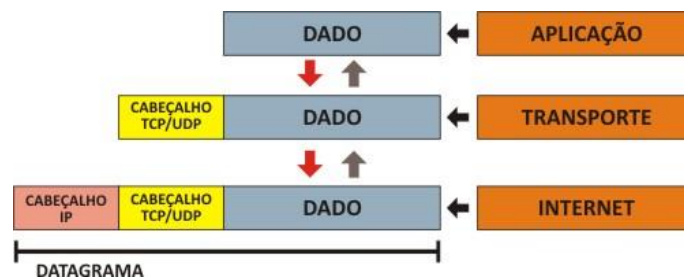 DADO
APLICAÇÃO
CABEÇALHO
TCP/UDP
DADO
TRANSPORTE
CABEÇALHO
IP
CABEÇALHO
TCP/UDP
DADO
INTERNET
DATAGRAMA